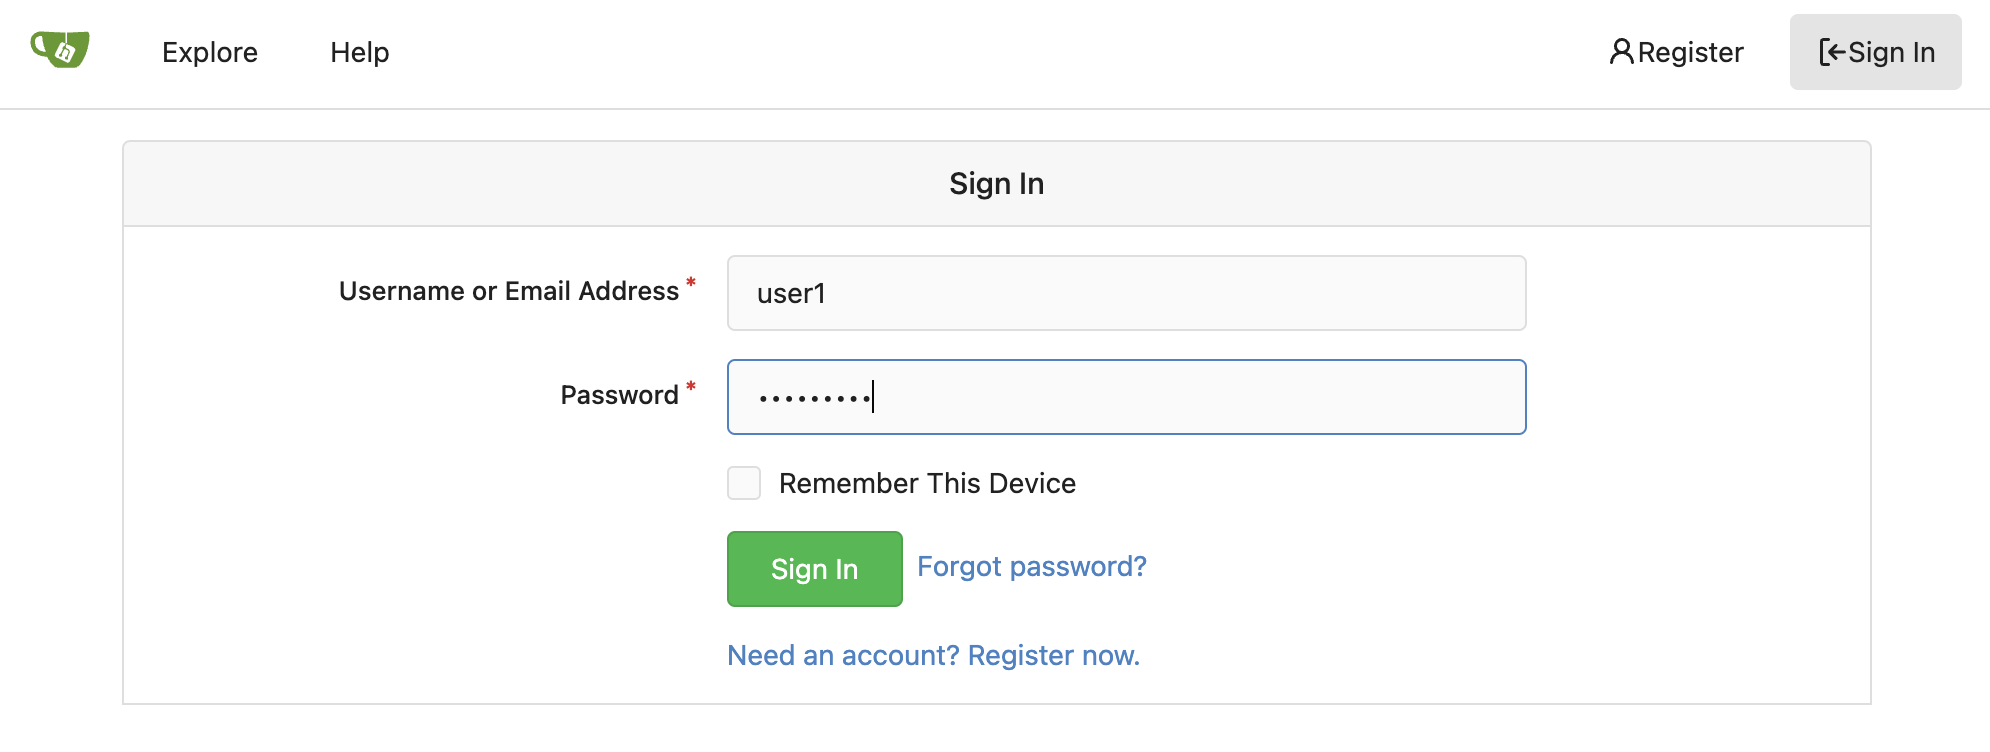 Explore Help Register Sign In
Sign In
Username or Email Address *
user1
Password *
•••••••••
Remember This Device
Sign In Forgot password?
Need an account? Register now.